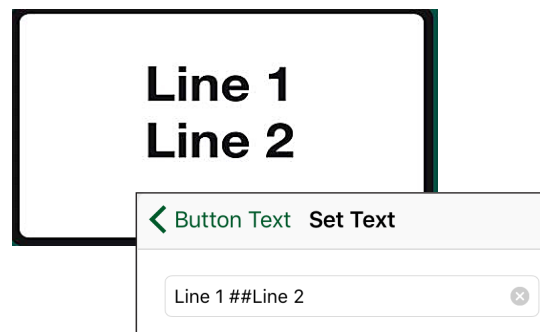 Line 1
Line 2
Button Text Set Text
Line 1 ##Line 2